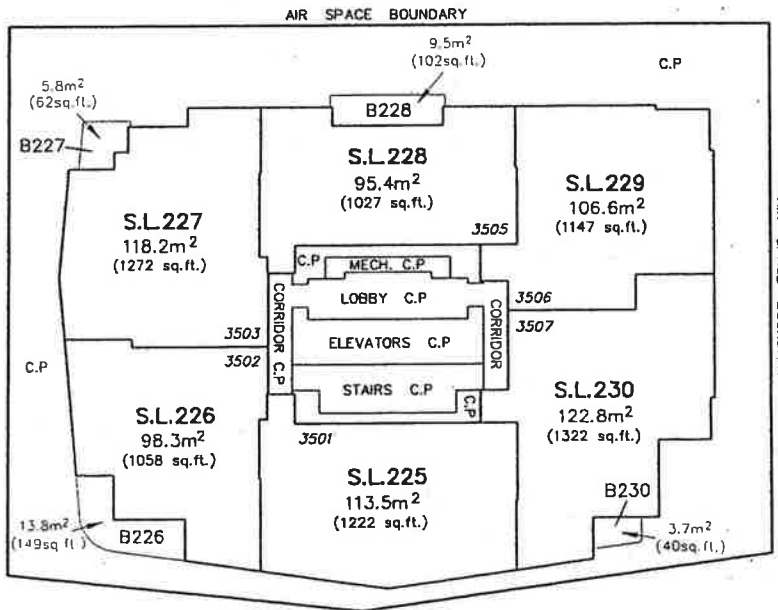 AIR SPACE BOUNDARY
9.5m²
(102sq.ft.)
C.P
5.8m²
(62sq.ft.)
B228
B227
S.L.228
95.4m²
(1027 sq.ft.)
S.L.229
106.6m²
(1147 sq.ft.)
S.L.227
118.2m²
(1272 sq.ft.)
3505
C.P
MECH. C.P
LOBBY C.P
3506
3507
CORRIDOR C.P
CORRIDOR
ELEVATORS C.P
3503
3502
C.P
STAIRS C.P
C.P
S.L.230
122.8m²
(1322 sq.ft.)
S.L.226
98.3m²
(1058 sq.ft.)
3501
S.L.225
113.5m²
(1222 sq.ft.)
B230
13.8m²
(149sq.ft.)
B226
3.7m²
(40sq.ft.)